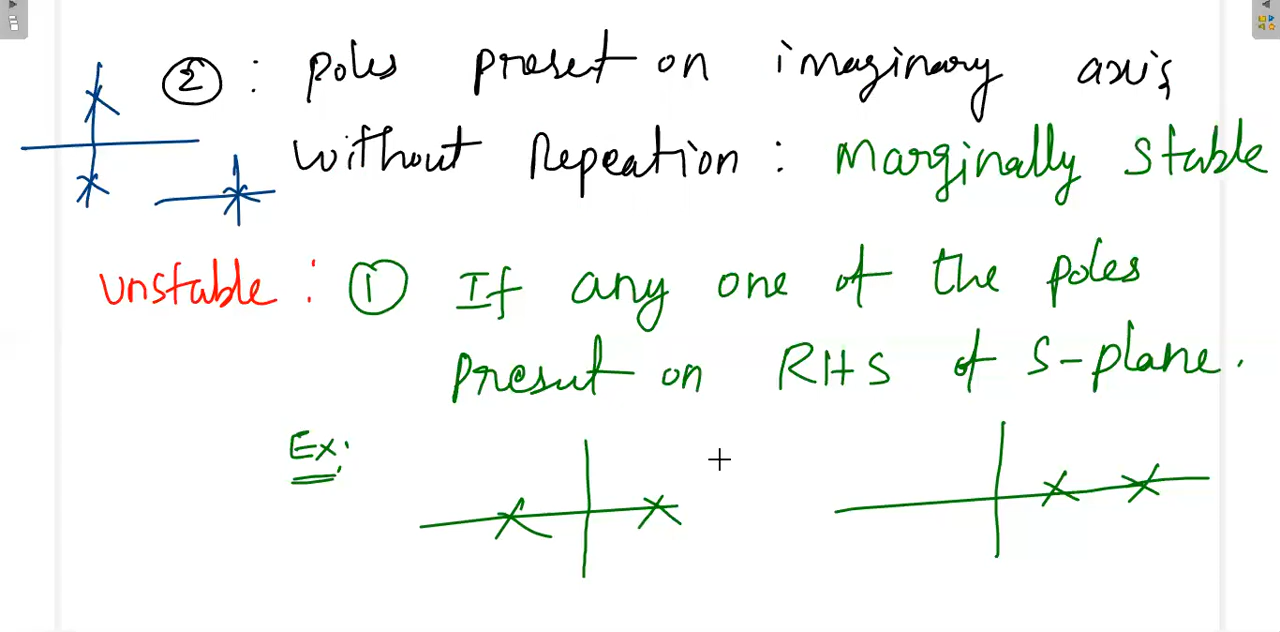 ② : poles preset on imaginary axis
without Repeation : Marginally stable
unstable : ① If any one of the poles
Present on RHS of S-plane.
Ex: